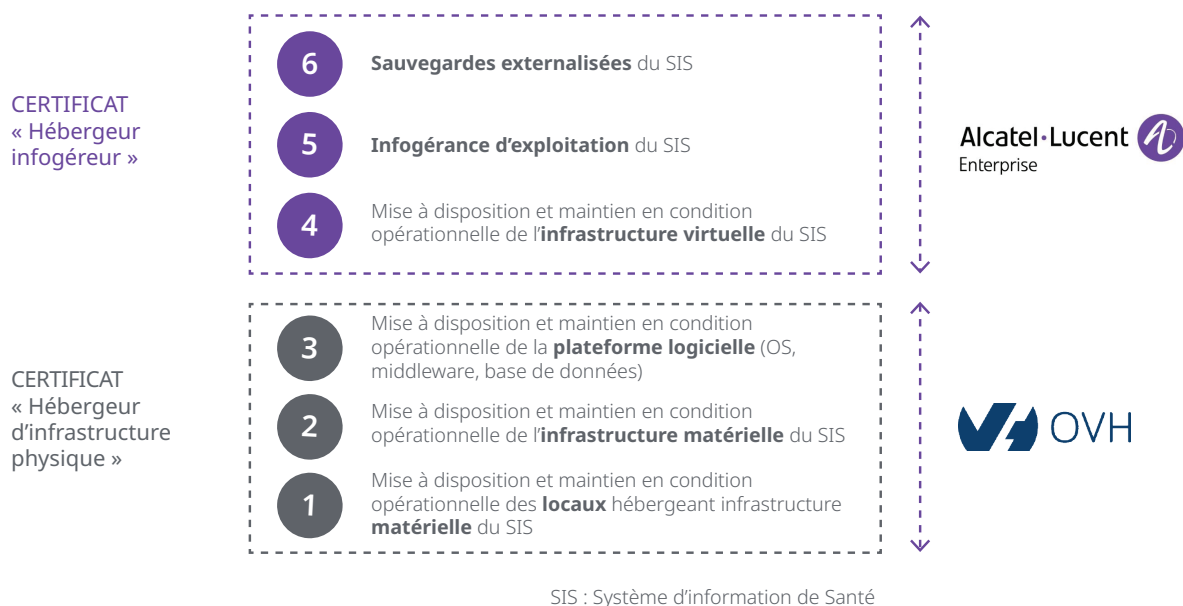 CERTIFICAT
« Hébergeur
infogéreur »
6
Sauvegardes externalisées du SIS
5
Infogérance d’exploitation du SIS
4
Mise à disposition et maintien en condition
opérationnelle de l’infrastructure virtuelle du SIS
Alcatel·Lucent
Enterprise
CERTIFICAT
« Hébergeur
d’infrastructure
physique »
3
Mise à disposition et maintien en condition
opérationnelle de la plateforme logicielle (OS,
middleware, base de données)
2
Mise à disposition et maintien en condition
opérationnelle de l’infrastructure matérielle du SIS
1
Mise à disposition et maintien en condition
opérationnelle des locaux hébergeant infrastructure
matérielle du SIS
OVH
SIS : Système d’information de Santé